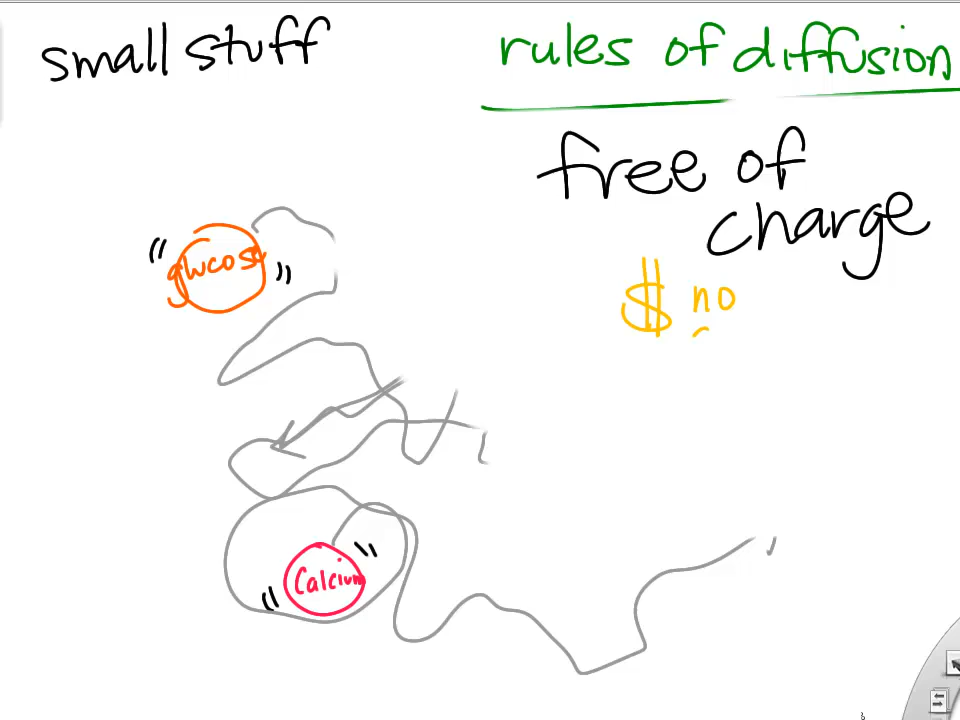 small stuff
rules of diffusion
free of
charge
glucose
$ no
Calcium